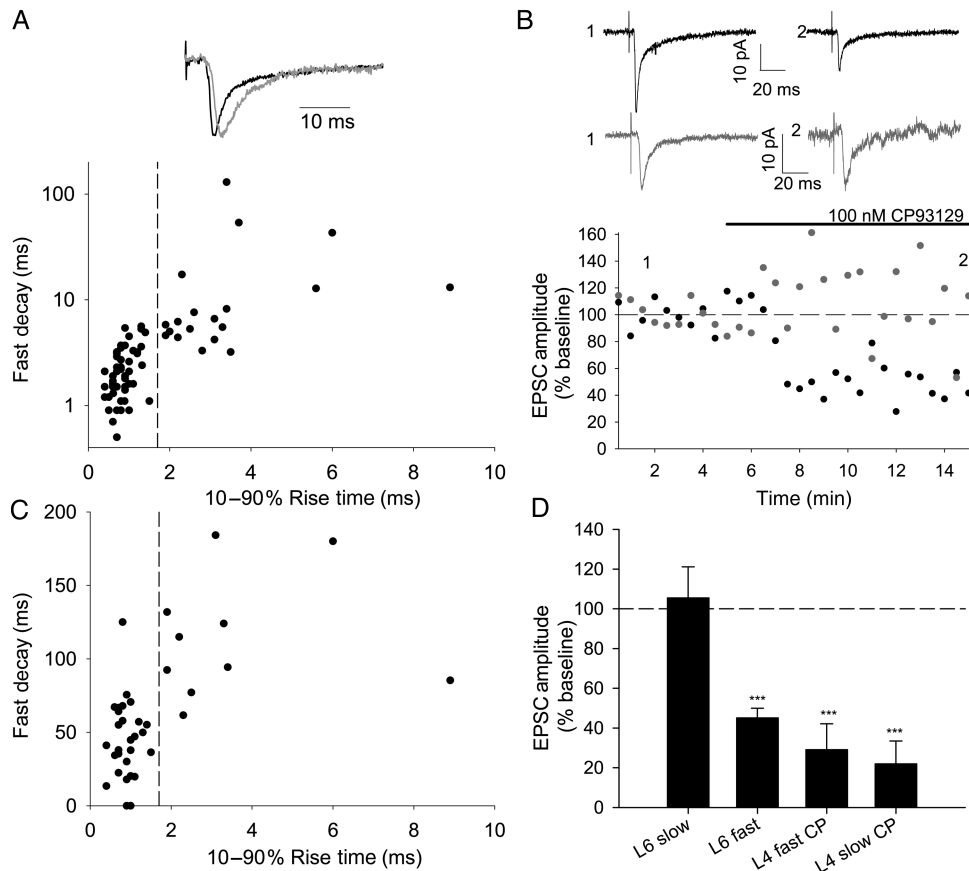 A
10 ms
100
10
1
Fast decay (ms)
0 2 4 6 8 10
10–90% Rise time (ms)
B
1
2
10 pA
20 ms
1
2
10 pA
20 ms
100 nM CP93129
160
140
120
100
80
60
40
20
0
1
2
EPSC amplitude
(% baseline)
2 4 6 8 10 12 14
Time (min)
C
200
150
100
50
0
Fast decay (ms)
0 2 4 6 8 10
10–90% Rise time (ms)
D
140
120
100
80
60
40
20
0
EPSC amplitude
(% baseline)
***
***
***
L6 slow
L6 fast
L4 fast CP
L4 slow CP